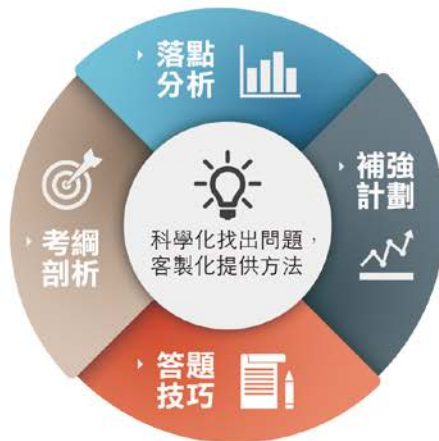 落點
分析
補強
計劃
科學化找出問題，
客製化提供方法
考綱
剖析
答題
技巧